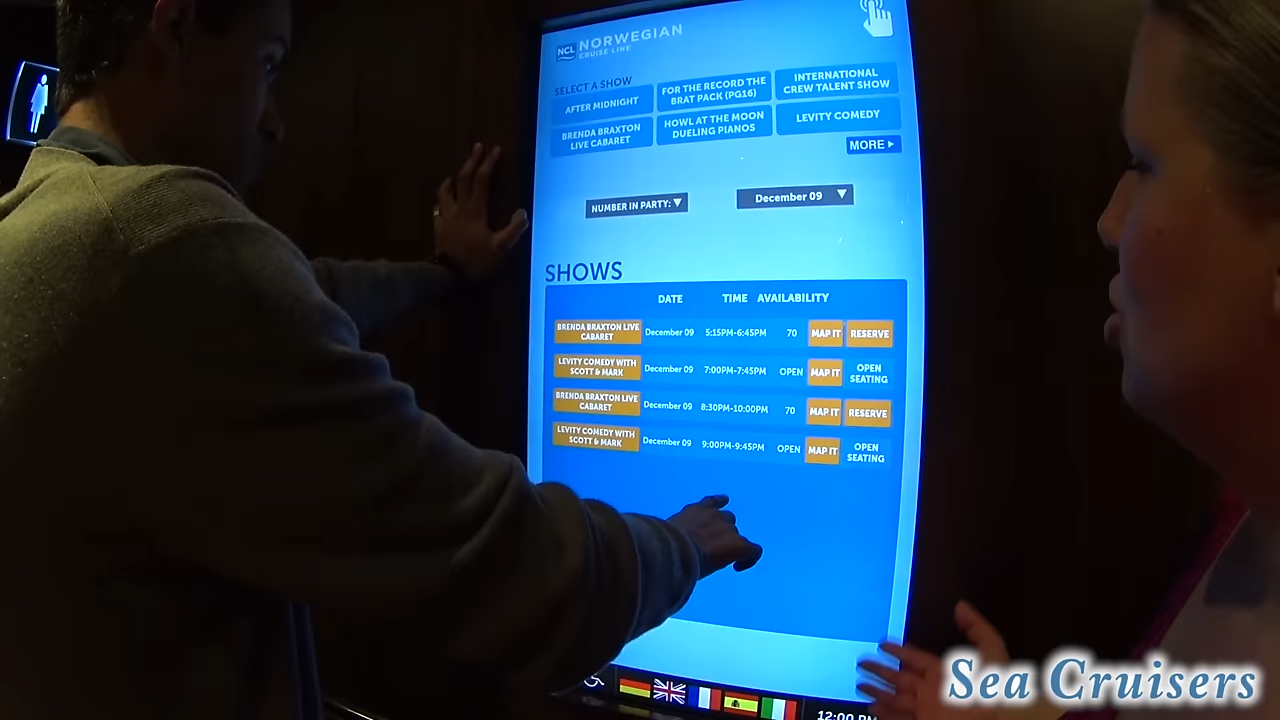 NCL NORWEGIAN
CRUISE LINE
SELECT A SHOW
AFTER MIDNIGHT
FOR THE RECORD THE
BRAT PACK (PG16)
INTERNATIONAL
CREW TALENT SHOW
BRENDA BRAXTON
LIVE CABARET
HOWL AT THE MOON
DUELING PIANOS
LEVITY COMEDY
MORE
NUMBER IN PARTY:
December 09
SHOWS
DATE TIME AVAILABILITY
BRENDA BRAXTON LIVE
CABARET
December 09 5:15PM-6:45PM 70 MAP IT RESERVE
LEVITY COMEDY WITH
SCOTT & MARK
December 09 7:00PM-7:45PM OPEN MAP IT OPEN
SEATING
BRENDA BRAXTON LIVE
CABARET
December 09 8:30PM-10:00PM 70 MAP IT RESERVE
LEVITY COMEDY WITH
SCOTT & MARK
December 09 9:00PM-9:45PM OPEN MAP IT OPEN
SEATING
12:00 PM
Sea Cruisers